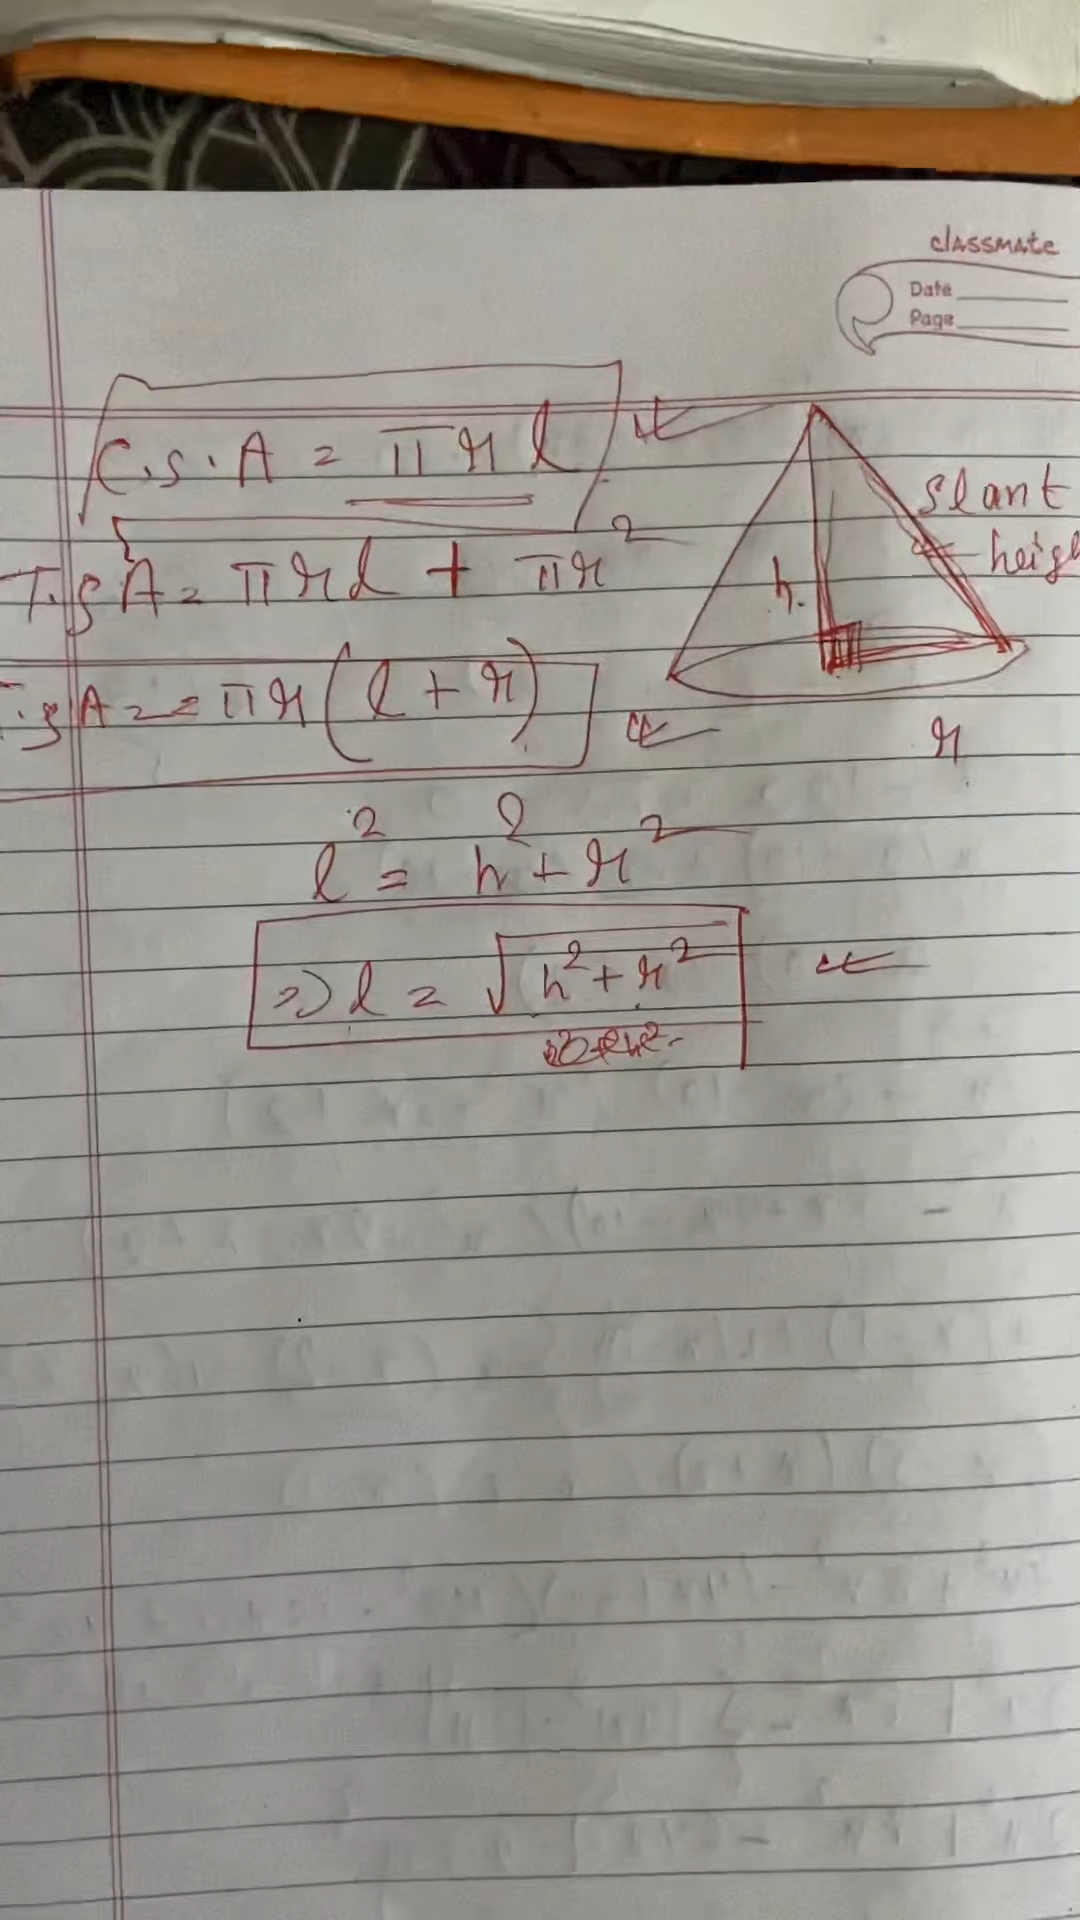 classmate
Date
Page
C.S.A = πrl
T.S.A = πrl + πr²
T.S.A = = πr(l + r)
slant
heig
h.
r
l² = h² + r²
⇒ l = √h² + r²